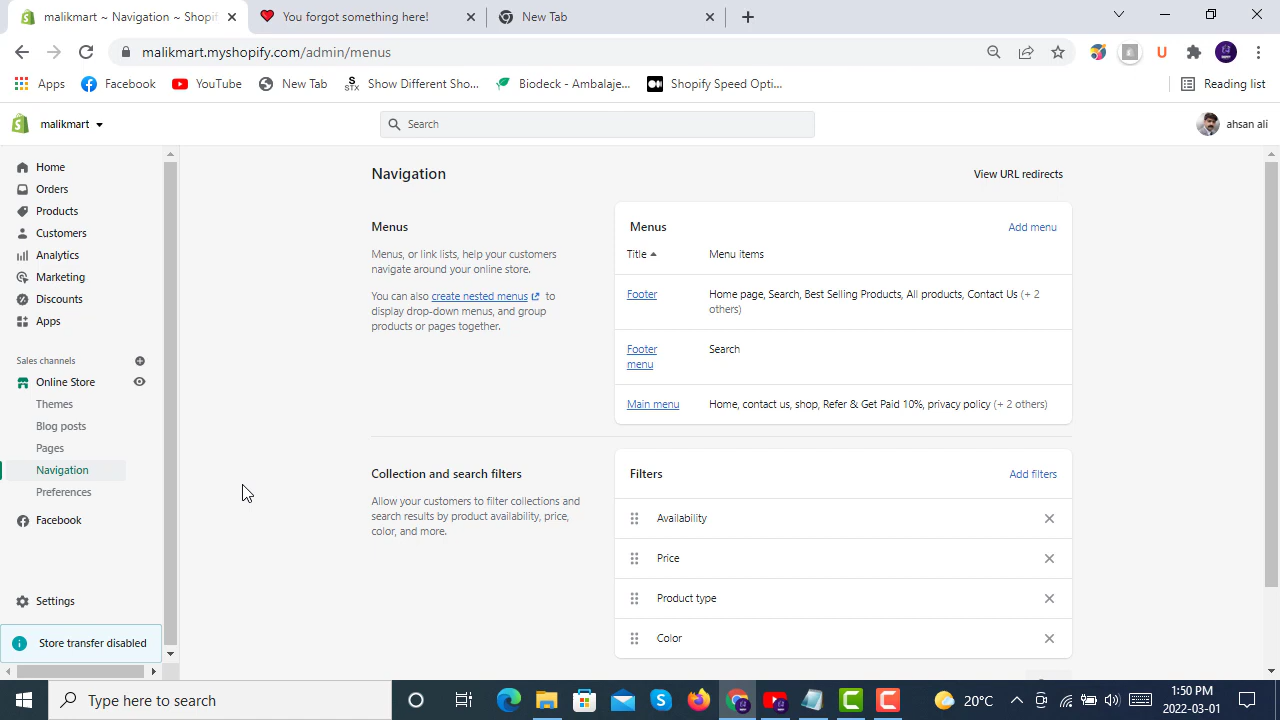 malikmart ~ Navigation ~ Shopif
You forgot something here!
New Tab
malikmart.myshopify.com/admin/menus
Apps
Facebook
YouTube
New Tab
STX
Show Different Sho...
Biodeck - Ambalaje...
Shopify Speed Opti...
Reading list
malikmart
Search
ahsan ali
Home
Orders
Products
Customers
Analytics
Marketing
Discounts
Apps
Sales channels
Online Store
Themes
Blog posts
Pages
Navigation
Preferences
Facebook
Settings
Store transfer disabled
Navigation
View URL redirects
Menus
Menus, or link lists, help your customers
navigate around your online store.
You can also create nested menus to
display drop-down menus, and group
products or pages together.
Menus
Add menu
Title
Menu items
Footer
Home page, Search, Best Selling Products, All products, Contact Us (+ 2
others)
Footer
menu
Search
Main menu
Home, contact us, shop, Refer & Get Paid 10%, privacy policy (+ 2 others)
Collection and search filters
Allow your customers to filter collections and
search results by product availability, price,
color, and more.
Filters
Add filters
Availability
Price
Product type
Color
Type here to search
20°C
1:50 PM
2022-03-01